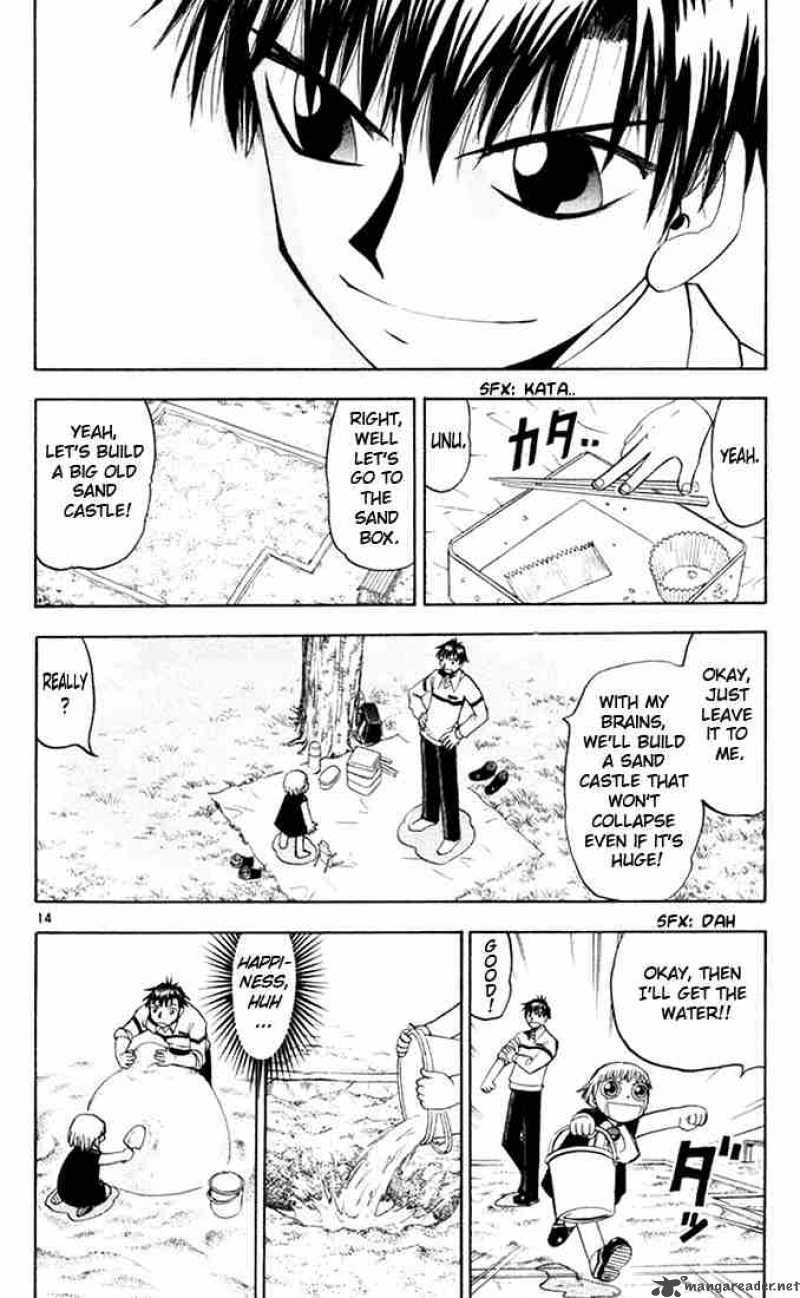 SFX: KATA..
YEAH.
カタ..
UNU.
RIGHT,
WELL
LET'S
GO TO
THE
SAND
BOX.
YEAH,
LET'S BUILD
A BIG OLD
SAND
CASTLE!
OKAY,
JUST
LEAVE
IT TO
ME.
WITH MY
BRAINS,
WE'LL BUILD
A SAND
CASTLE THAT
WON'T
COLLAPSE
EVEN IF IT'S
HUGE!
REALLY
?
14
SFX: DAH
OKAY, THEN
I'LL GET THE
WATER!!
GOOD!
ダッ
HAPPI-
NESS,
HUH
...
mangareader.net